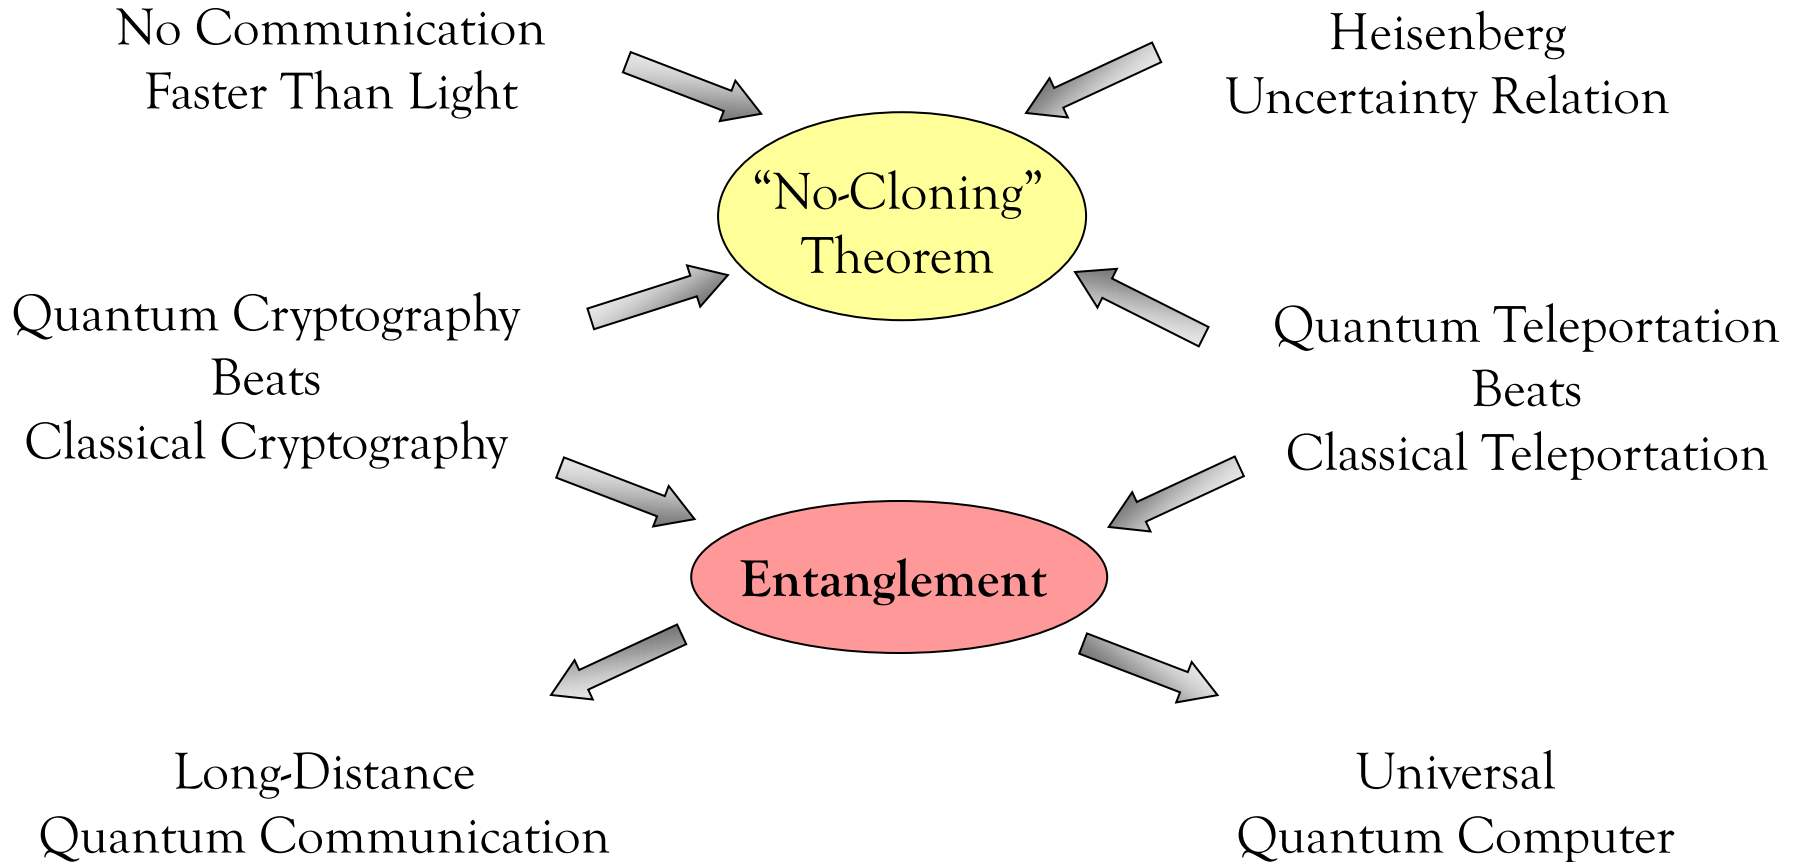 No Communication
Faster Than Light
Heisenberg
Uncertainty Relation
“No-Cloning”
Theorem
Quantum Cryptography
Beats
Classical Cryptography
Quantum Teleportation
Beats
Classical Teleportation
Entanglement
Long-Distance
Quantum Communication
Universal
Quantum Computer